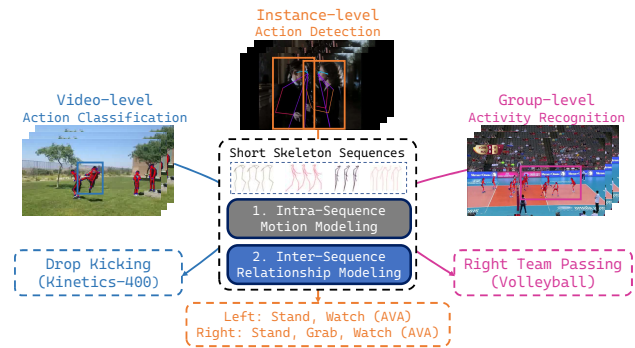 Instance-level
Action Detection
Video-level
Action Classification
Group-level
Activity Recognition
Short Skeleton Sequences
1. Intra-Sequence
Motion Modeling
2. Inter-Sequence
Relationship Modeling
Drop Kicking
(Kinetics-400)
Right Team Passing
(Volleyball)
Left: Stand, Watch (AVA)
Right: Stand, Grab, Watch (AVA)